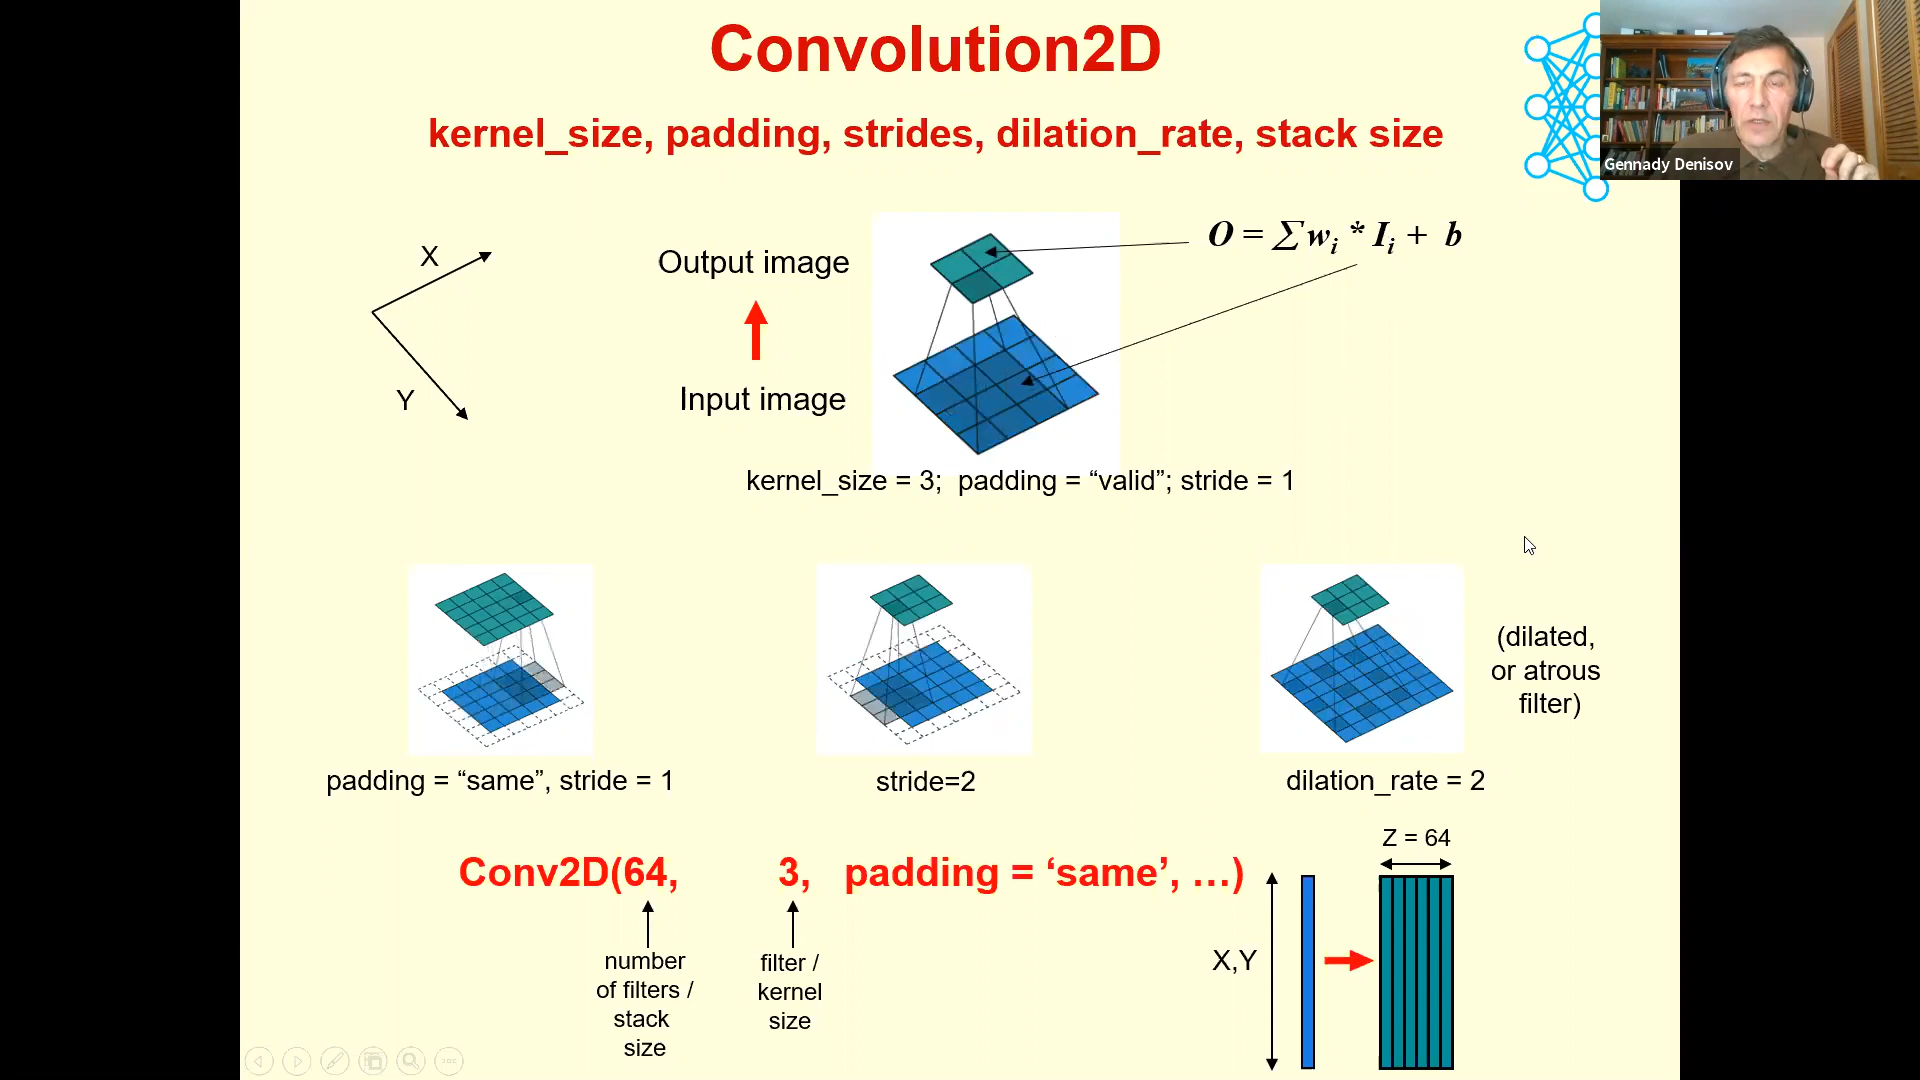 Convolution2D
kernel_size, padding, strides, dilation_rate, stack size
Gennady Denisov
X
Y
Output image
Input image
O = ∑ wᵢ * Iᵢ + b
kernel_size = 3; padding = “valid”; stride = 1
(dilated,
or atrous
filter)
padding = “same”, stride = 1
stride=2
dilation_rate = 2
Conv2D(64, 3, padding = ‘same’, …)
number
of filters /
stack
size
filter /
kernel
size
Z = 64
X,Y